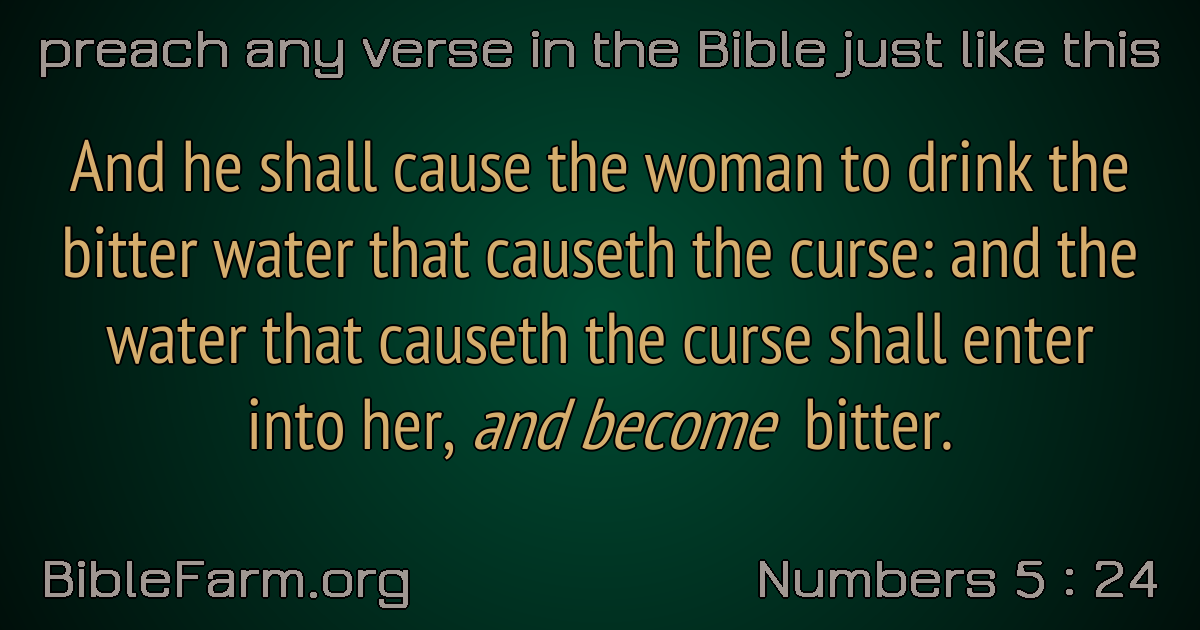 preach any verse in the Bible just like this
And he shall cause the woman to drink the
bitter water that causeth the curse: and the
water that causeth the curse shall enter
into her, and become bitter.
BibleFarm.org
Numbers 5 : 24